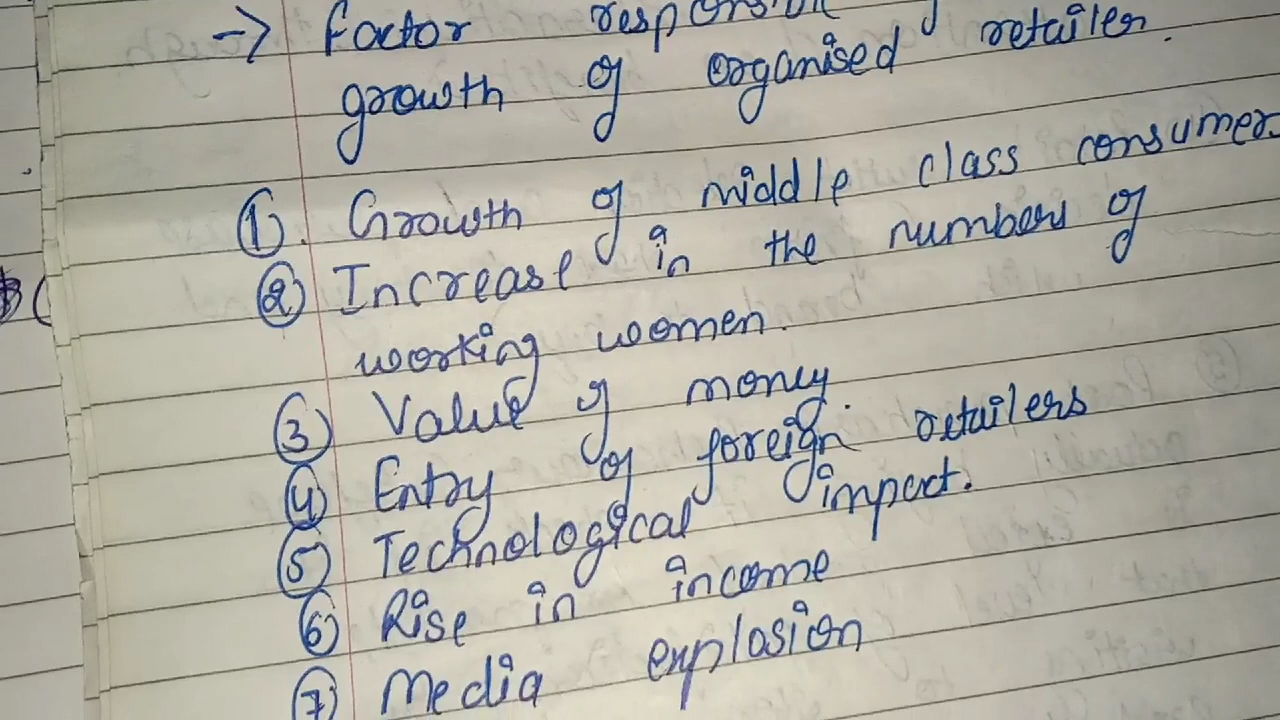 → Factor
growth of organised retailer.
①. Growth of middle class consumer.
② Increase in the numbers of
working women.
③ Value of money.
④ Entry of foreign retailers
⑤ Technological impact.
⑥ Rise in income
⑦ Media explosion